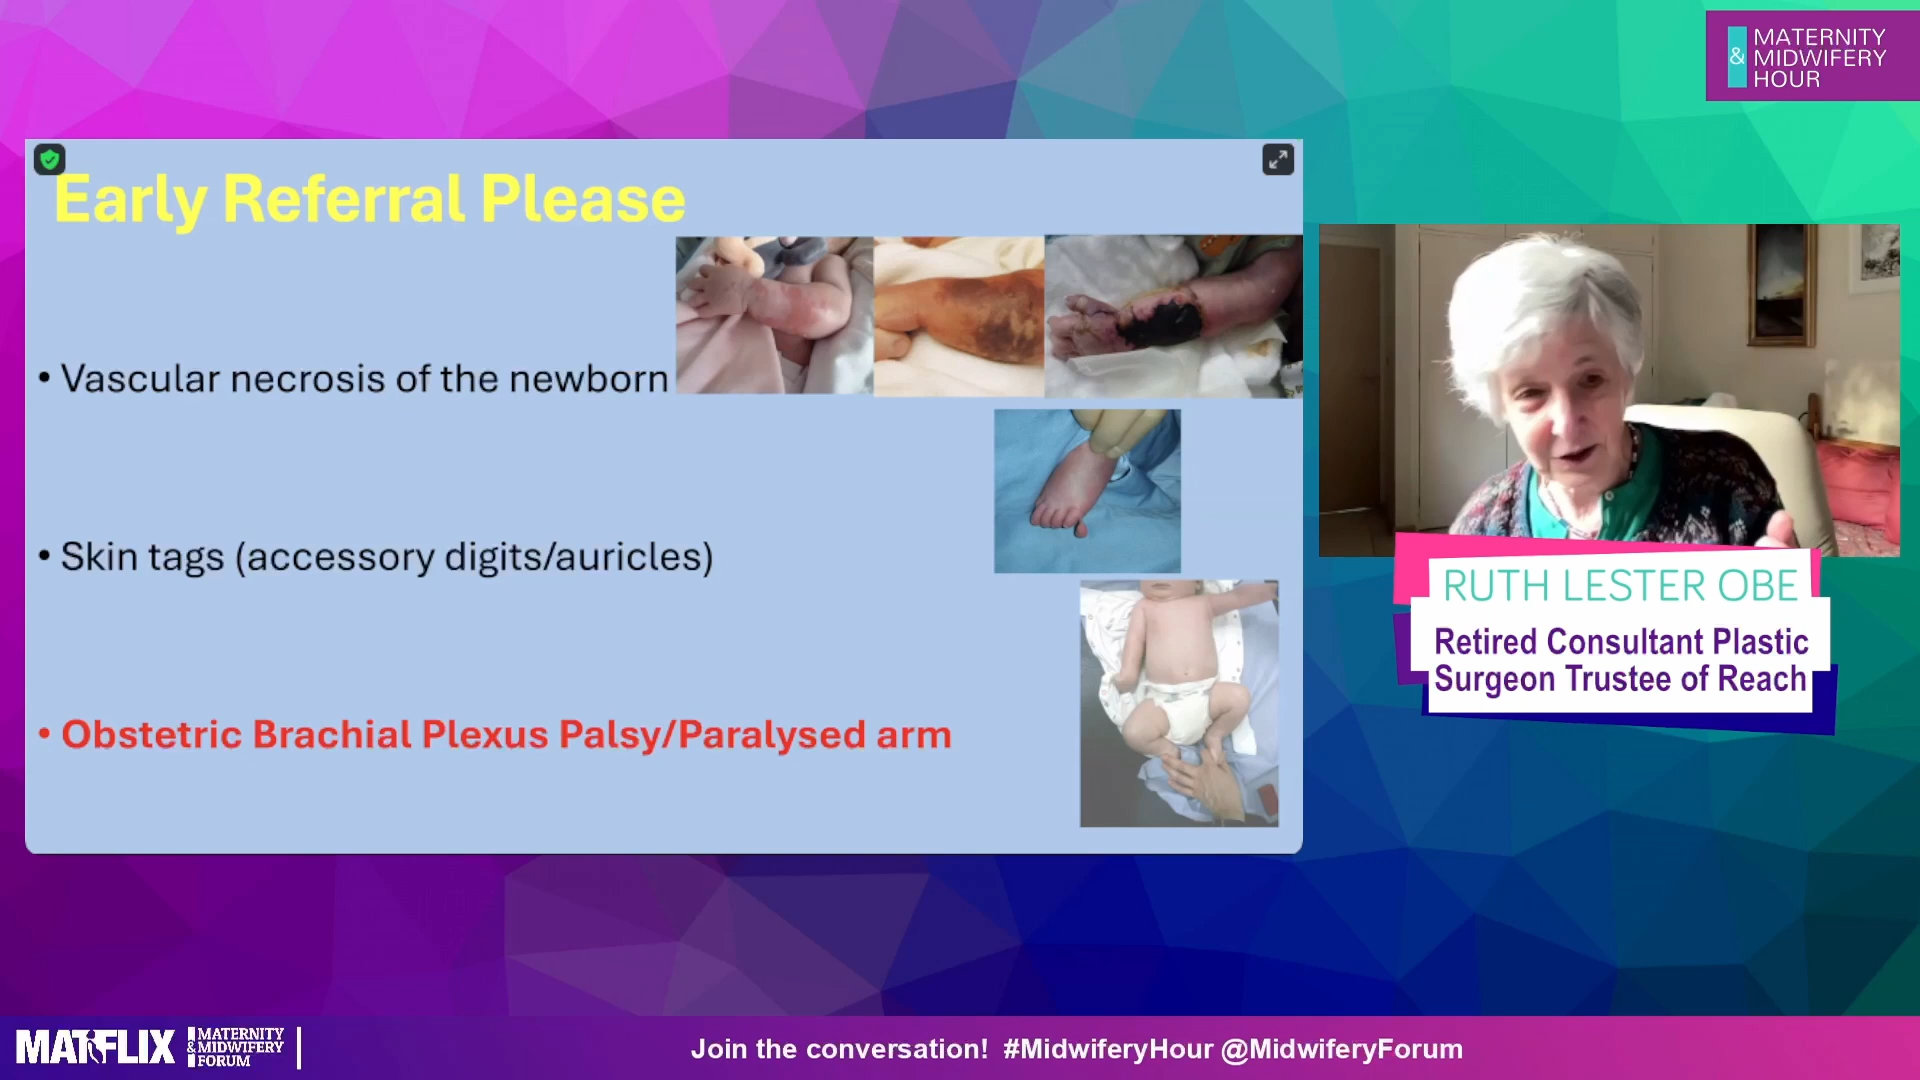 &
MATERNITY
MIDWIFERY
HOUR
Early Referral Please
• Vascular necrosis of the newborn
• Skin tags (accessory digits/auricles)
• Obstetric Brachial Plexus Palsy/Paralysed arm
RUTH LESTER OBE
Retired Consultant Plastic
Surgeon Trustee of Reach
MATFLIX
MATERNITY
&MIDWIFERY
FORUM
Join the conversation! #MidwiferyHour @MidwiferyForum